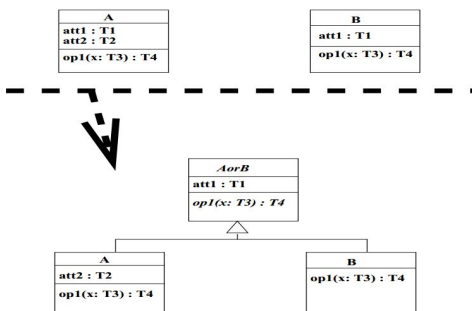 A
att1 : T1
att2 : T2
op1(x: T3) : T4
B
att1 : T1
op1(x: T3) : T4
AorB
att1 : T1
op1(x: T3) : T4
A
att2 : T2
op1(x: T3) : T4
B
op1(x: T3) : T4